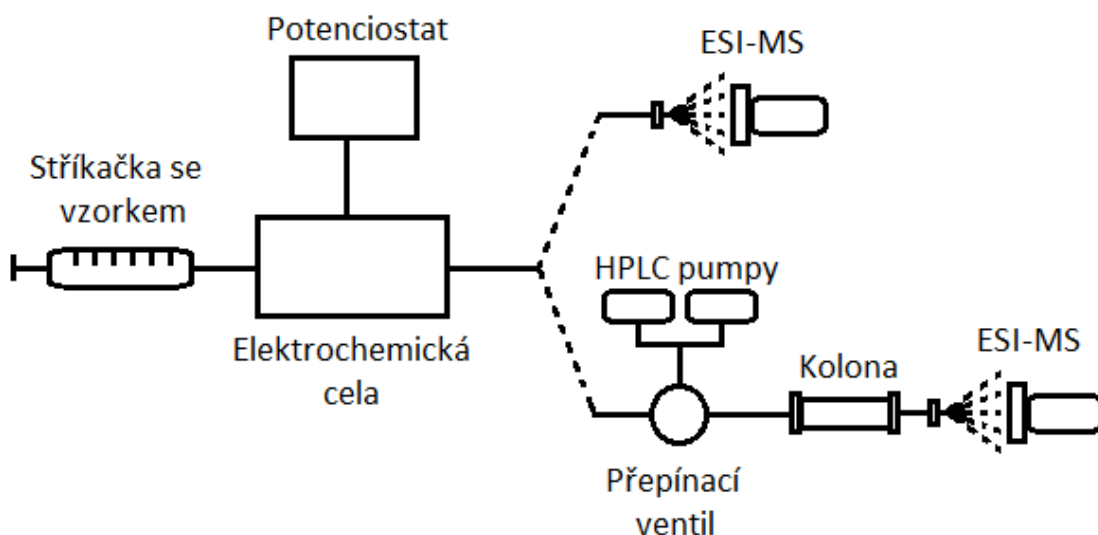 Potenciostat
ESI-MS
Stříkačka se
vzorkem
HPLC pumpy
Elektrochemická
cela
ESI-MS
Kolona
Přepínací
ventil